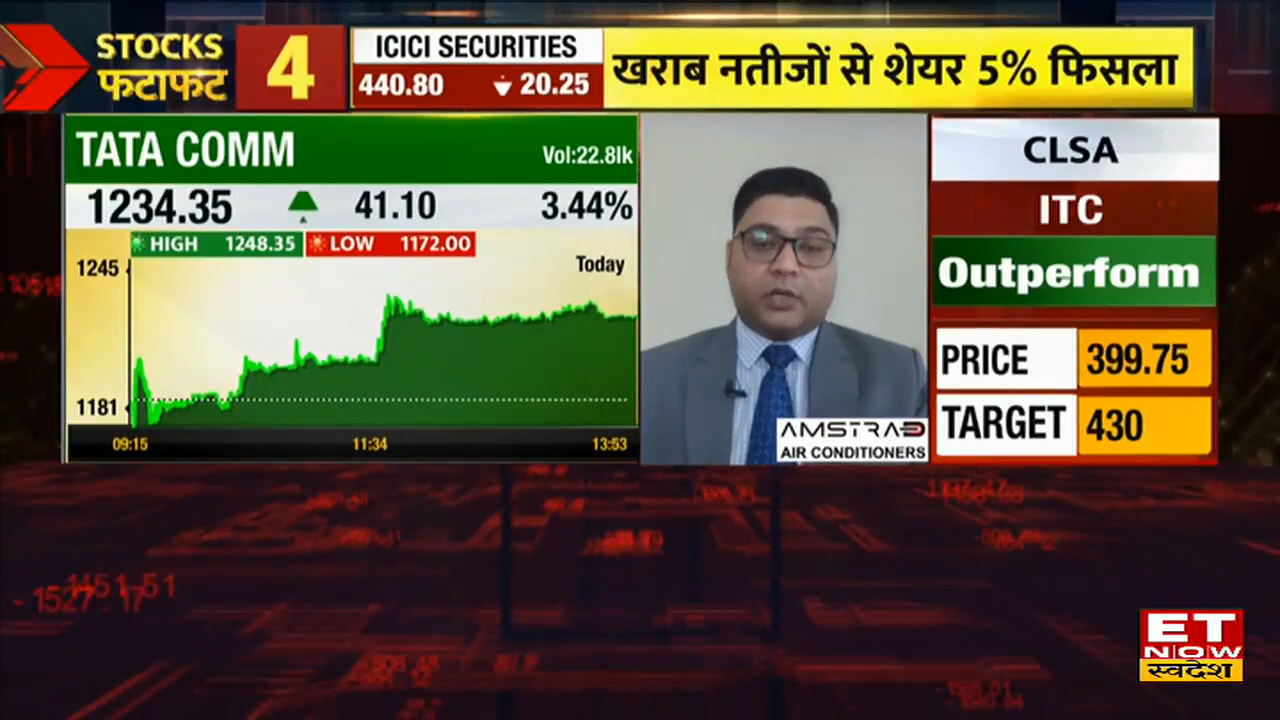 STOCKS
फटाफट
4
ICICI SECURITIES
440.80 20.25
खराब नतीजों से शेयर 5% फिसला
TATA COMM Vol:22.8lk
1234.35 41.10 3.44%
HIGH 1248.35 LOW 1172.00
1245 Today
1181
09:15 11:34 13:53
AMSTRAD
AIR CONDITIONERS
CLSA
ITC
Outperform
PRICE 399.75
TARGET 430
ET
NOW
स्वदेश